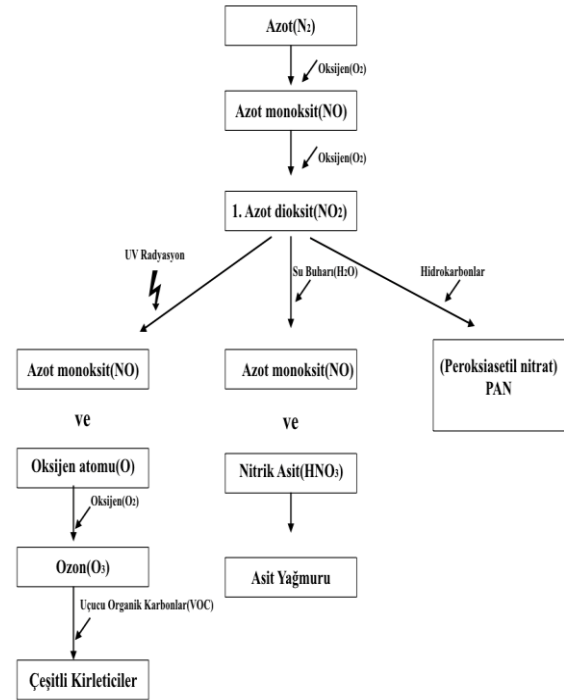 Azot(N₂)
Oksijen(O₂)
Azot monoksit(NO)
Oksijen(O₂)
1. Azot dioksit(NO₂)
UV Radyasyon
Su Buharı(H₂O)
Hidrokarbonlar
Azot monoksit(NO)
Azot monoksit(NO)
(Peroksiasetil nitrat)
PAN
ve
ve
Oksijen atomu(O)
Nitrik Asit(HNO₃)
Oksijen(O₂)
Ozon(O₃)
Asit Yağmuru
Uçucu Organik Karbonlar(VOC)
Çeşitli Kirleticiler